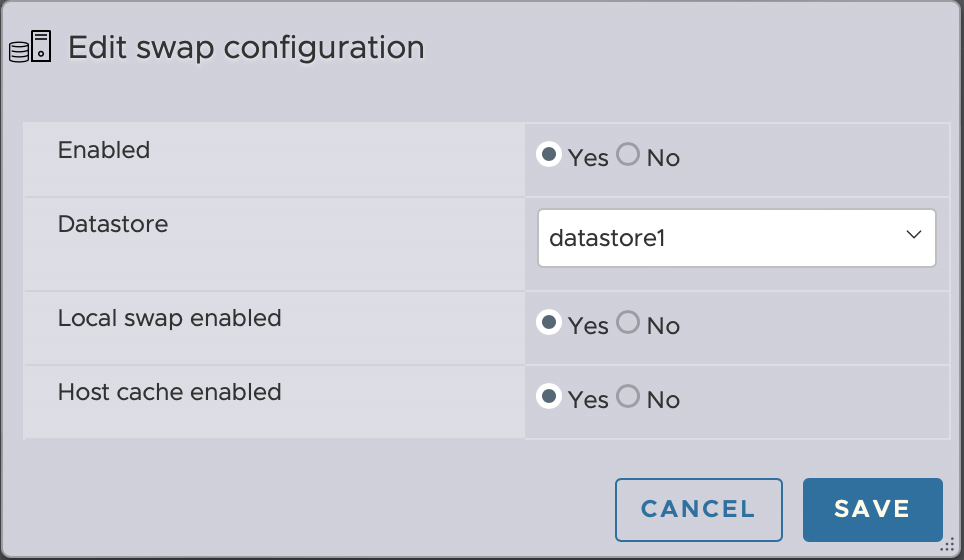 Edit swap configuration
Enabled
Yes No
Datastore
datastore1
Local swap enabled
Yes No
Host cache enabled
Yes No
CANCEL SAVE